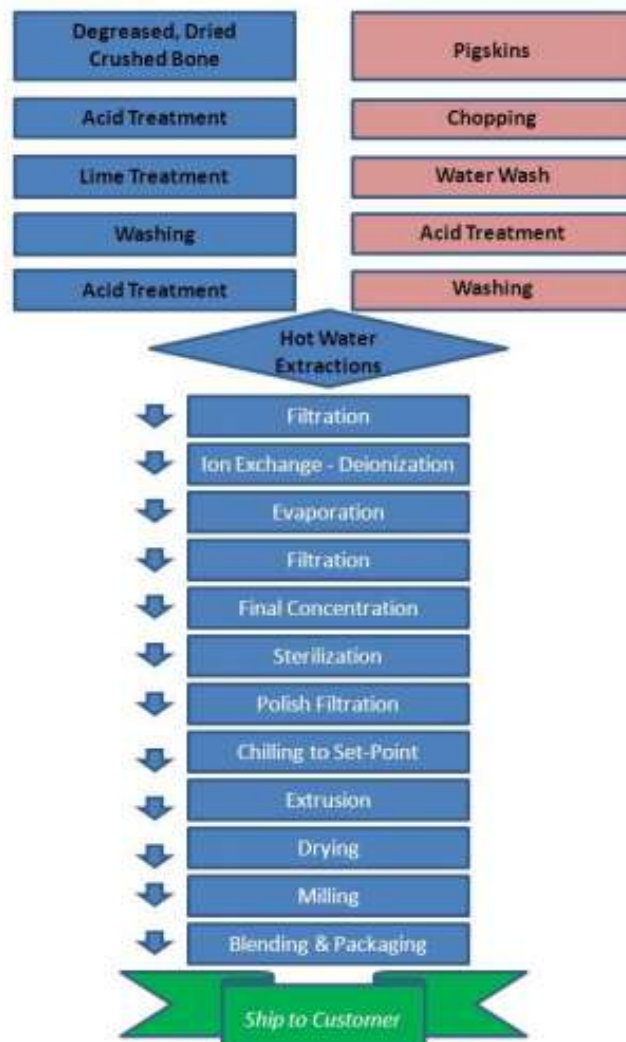 Degreased, Dried
Crushed Bone
Pigskins
Acid Treatment
Chopping
Lime Treatment
Water Wash
Washing
Acid Treatment
Acid Treatment
Washing
Hot Water
Extractions
Filtration
Ion Exchange - Deionization
Evaporation
Filtration
Final Concentration
Sterilization
Polish Filtration
Chilling to Set-Point
Extrusion
Drying
Milling
Blending & Packaging
Ship to Customer